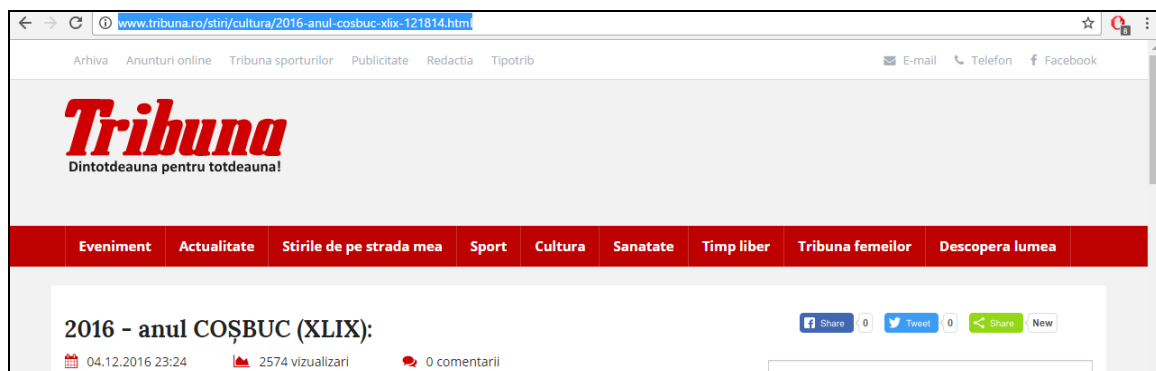 www.tribuna.ro/stiri/cultura/2016-anul-cosbuc-xlix-121814.html
8
Arhiva Anunturi online Tribuna sporturilor Publicitate Redactia Tipotrib E-mail Telefon Facebook
Tribuna
Dintotdeauna pentru totdeauna!
Eveniment Actualitate Stirile de pe strada mea Sport Cultura Sanatate Timp liber Tribuna femeilor Descopera lumea
2016 - anul COȘBUC (XLIX):
Share 0 Tweet 0 Share New
04.12.2016 23:24 2574 vizualizari 0 comentarii